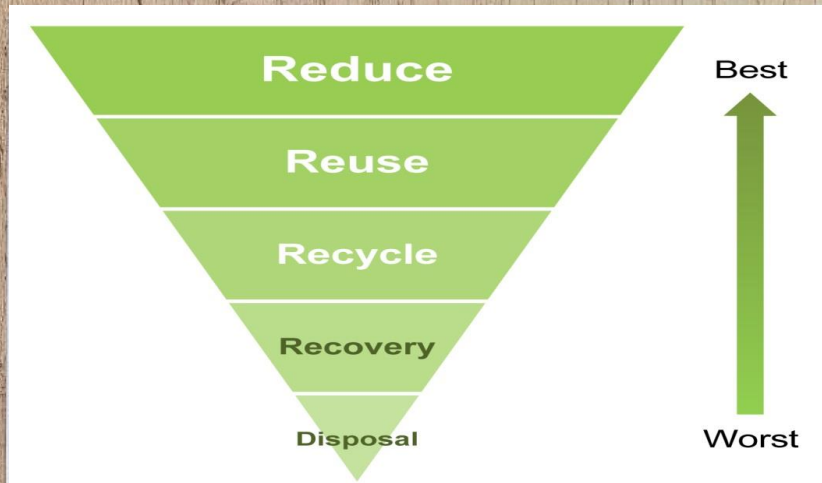 Reduce
Best
Reuse
Recycle
Recovery
Disposal
Worst